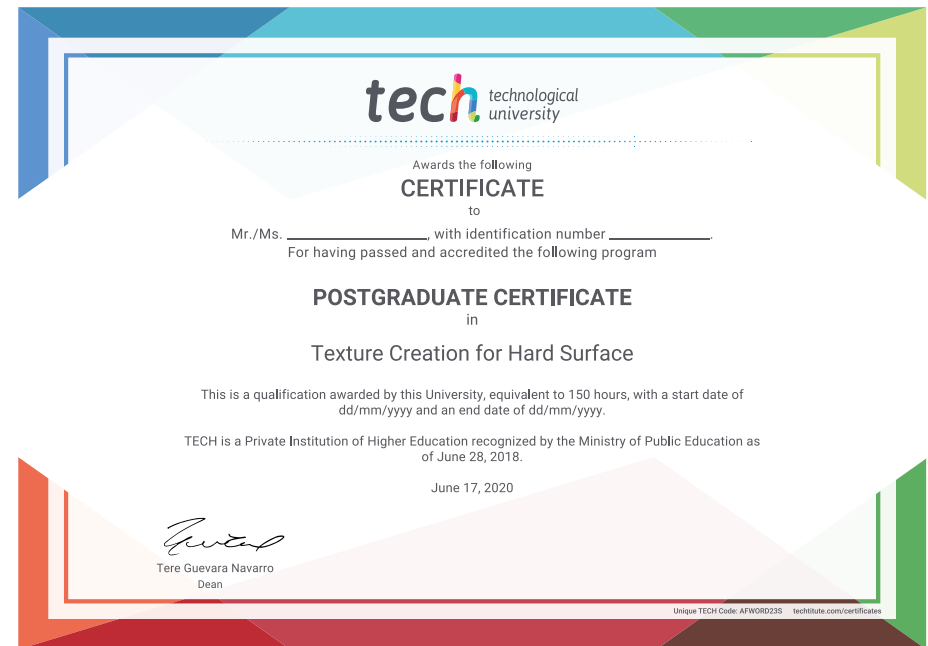 tech technological
university
Awards the following
CERTIFICATE
to
Mr./Ms. ____________________, with identification number ______________.
For having passed and accredited the following program
POSTGRADUATE CERTIFICATE
in
Texture Creation for Hard Surface
This is a qualification awarded by this University, equivalent to 150 hours, with a start date of
dd/mm/yyyy and an end date of dd/mm/yyyy.
TECH is a Private Institution of Higher Education recognized by the Ministry of Public Education as
of June 28, 2018.
June 17, 2020
Tere Guevara Navarro
Dean
Unique TECH Code: AFWORD23S techtitute.com/certificates